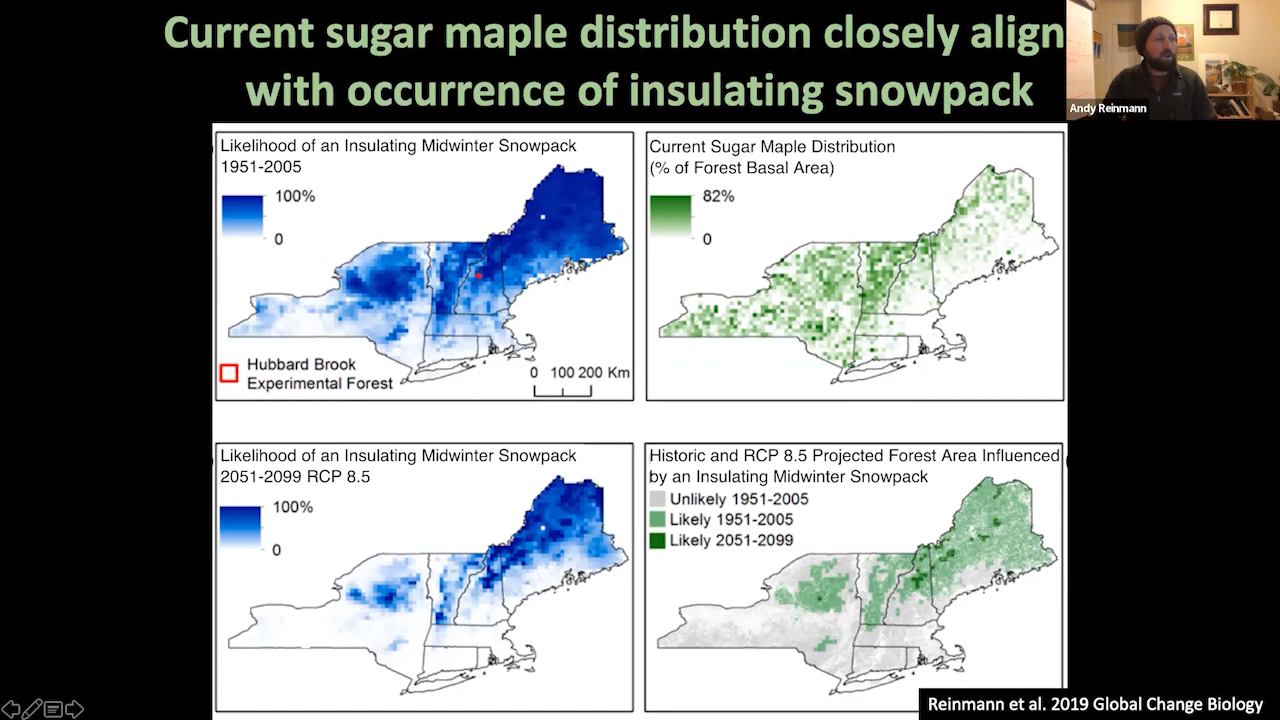 Current sugar maple distribution closely align
with occurrence of insulating snowpack
Andy Reinmann
Likelihood of an Insulating Midwinter Snowpack
1951-2005
100%
0
Hubbard Brook
Experimental Forest
0 100 200 Km
Current Sugar Maple Distribution
(% of Forest Basal Area)
82%
0
Likelihood of an Insulating Midwinter Snowpack
2051-2099 RCP 8.5
100%
0
Historic and RCP 8.5 Projected Forest Area Influenced
by an Insulating Midwinter Snowpack
Unlikely 1951-2005
Likely 1951-2005
Likely 2051-2099
Reinmann et al. 2019 Global Change Biology